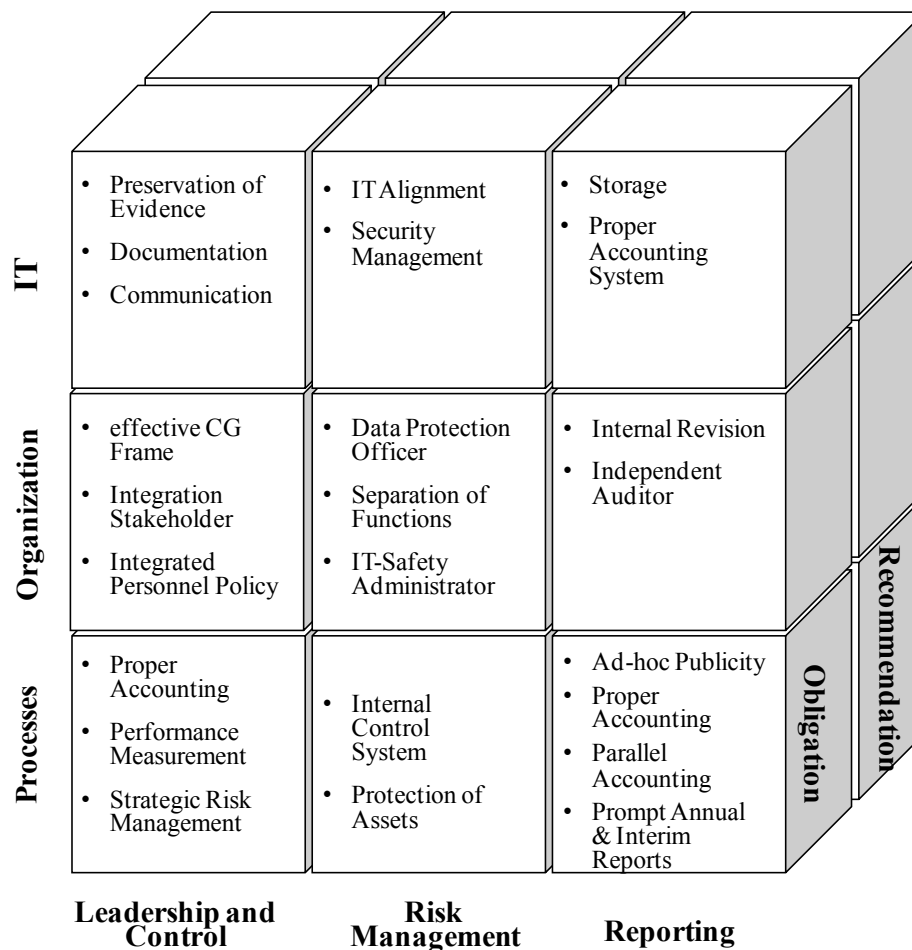 IT
• Preservation of
Evidence
• Documentation
• Communication
• IT Alignment
• Security
Management
• Storage
• Proper
Accounting
System
Organization
• effective CG
Frame
• Integration
Stakeholder
• Integrated
Personnel Policy
• Data Protection
Officer
• Separation of
Functions
• IT-Safety
Administrator
• Internal Revision
• Independent
Auditor
Processes
• Proper
Accounting
• Performance
Measurement
• Strategic Risk
Management
• Internal
Control
System
• Protection of
Assets
• Ad-hoc Publicity
• Proper
Accounting
• Parallel
Accounting
• Prompt Annual
& Interim
Reports
Obligation
Recommendation
Leadership and
Control
Risk
Management
Reporting